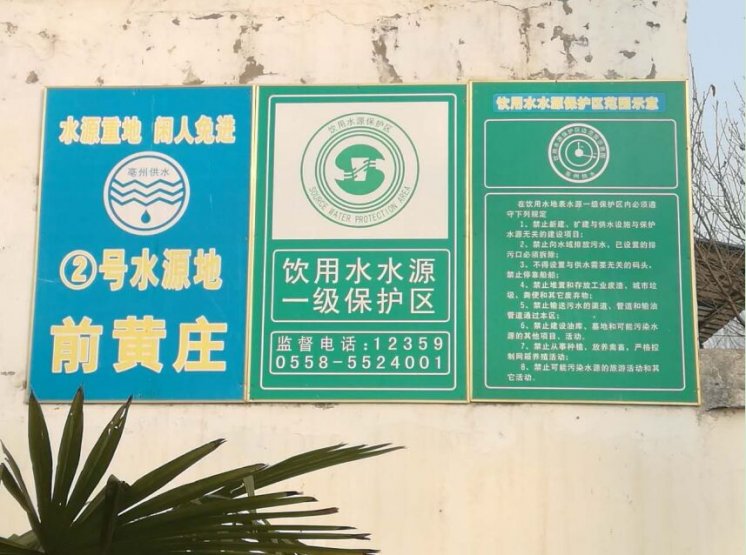 水源重地 闲人免进
亳州供水
②号水源地
前黄庄
饮用水源保护区
SOURCE WATER PROTECTION AREA
饮用水水源
一级保护区
监督电话:12359
0558-5524001
饮用水水源保护区范围示意
亳州供水
在饮用水地表水源一级保护区内必须遵
守下列规定
1、禁止新建、扩建与供水设施与保护
水源无关的建设项目;
2、禁止向水域排放污水,已设置的排
污口必须拆除;
3、不得设置与供水需要无关的码头,
禁止停靠船舶;
4、禁止堆置和存放工业废渣、城市垃
圾、粪便和其它废弃物;
5、禁止输送污水的渠道、管道和输油
管道通过本区;
6、禁止建设油库、墓地和可能污染水
源的其他项目、活动;
7、禁止从事种植、放养禽畜,严格控
制网箱养殖活动;
8、禁止可能污染水源的旅游活动和其
它活动。